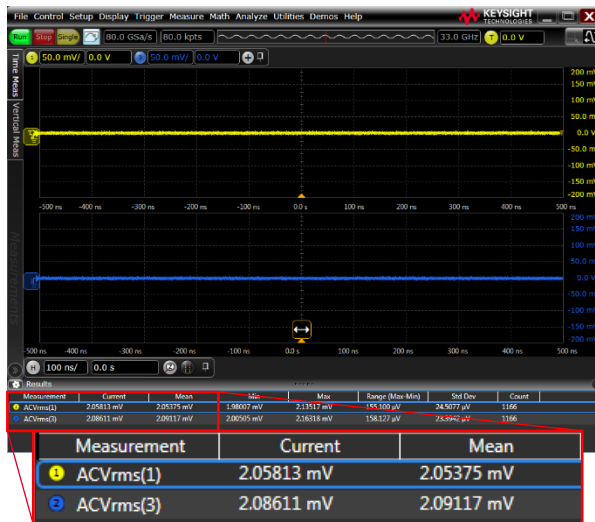 File Control Setup Display Trigger Measure Math Analyze Utilities Demos Help
KEYSIGHT
TECHNOLOGIES
Run Stop Single 80.0 GSa/s 80.0 kpts 33.0 GHz T 0.0 V
1 50.0 mV/ 0.0 V 50.0 mV/ 0.0 V
Time Meas
Vertical Meas
Measurements
200 mV
150 mV
100 mV
50.0 m
0.0 V
-50.0 m
-100 mV
-150 mV
-200 mV
-500 ns -400 ns -300 ns -200 ns -100 ns 0.0 s 100 ns 200 ns 300 ns 400 ns 500 ns
200 mV
150 mV
100 mV
50.0 m
0.0 V
-50.0 m
-100 mV
-150 mV
-200 mV
-500 ns -400 ns -300 ns -200 ns -100 ns 0.0 s 100 ns 200 ns 300 ns 400 ns 500 ns
H 100 ns/ 0.0 s
Results
Measurement Current Mean Min Max Range (Max-Min) Std Dev Count
1 ACVrms(1) 2.05813 mV 2.05375 mV 1.98007 mV 2.13517 mV 155.100 µV 24.5077 µV 1166
ACVrms(3) 2.08611 mV 2.09117 mV 2.00505 mV 2.16318 mV 158.127 µV 23.3942 µV 1166
Measurement Current Mean
1 ACVrms(1) 2.05813 mV 2.05375 mV
2 ACVrms(3) 2.08611 mV 2.09117 mV